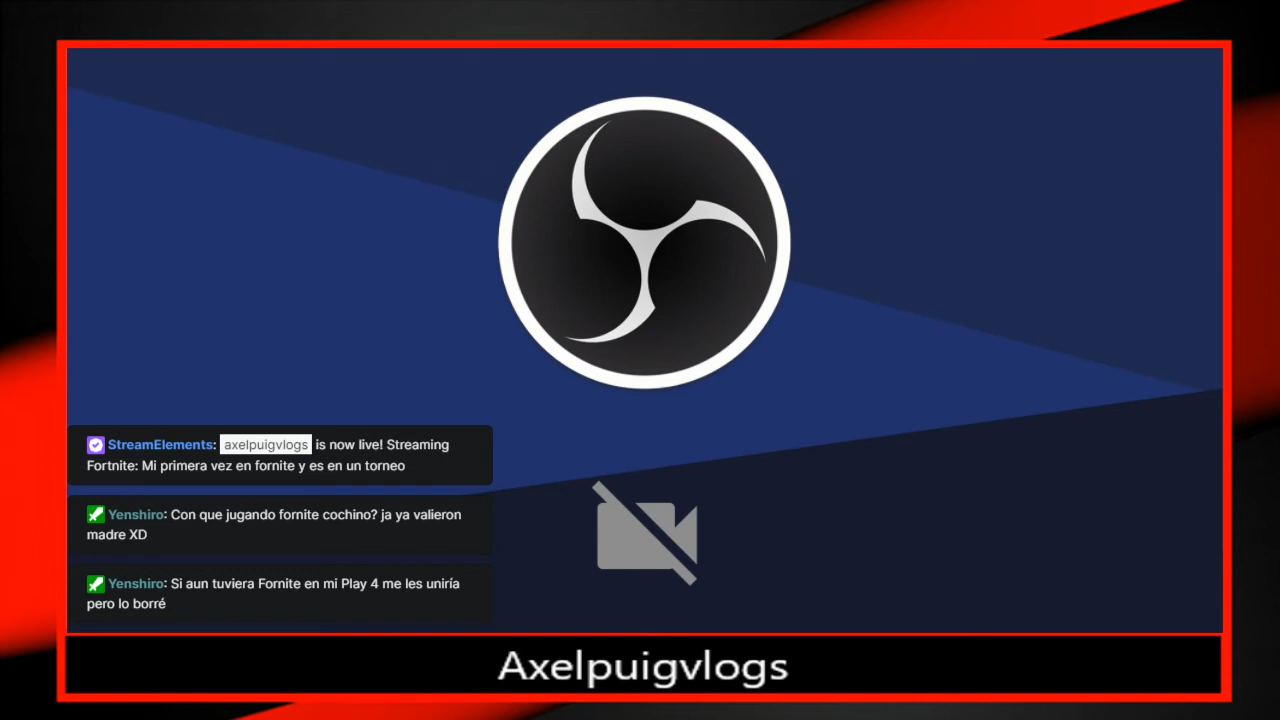 StreamElements: axelpuigvlogs is now live! Streaming
Fortnite: Mi primera vez en fornite y es en un torneo
Yenshiro: Con que jugando fornite cochino? ja ya valieron
madre XD
Yenshiro: Si aun tuviera Fornite en mi Play 4 me les uniría
pero lo borré
Axelpuigvlogs